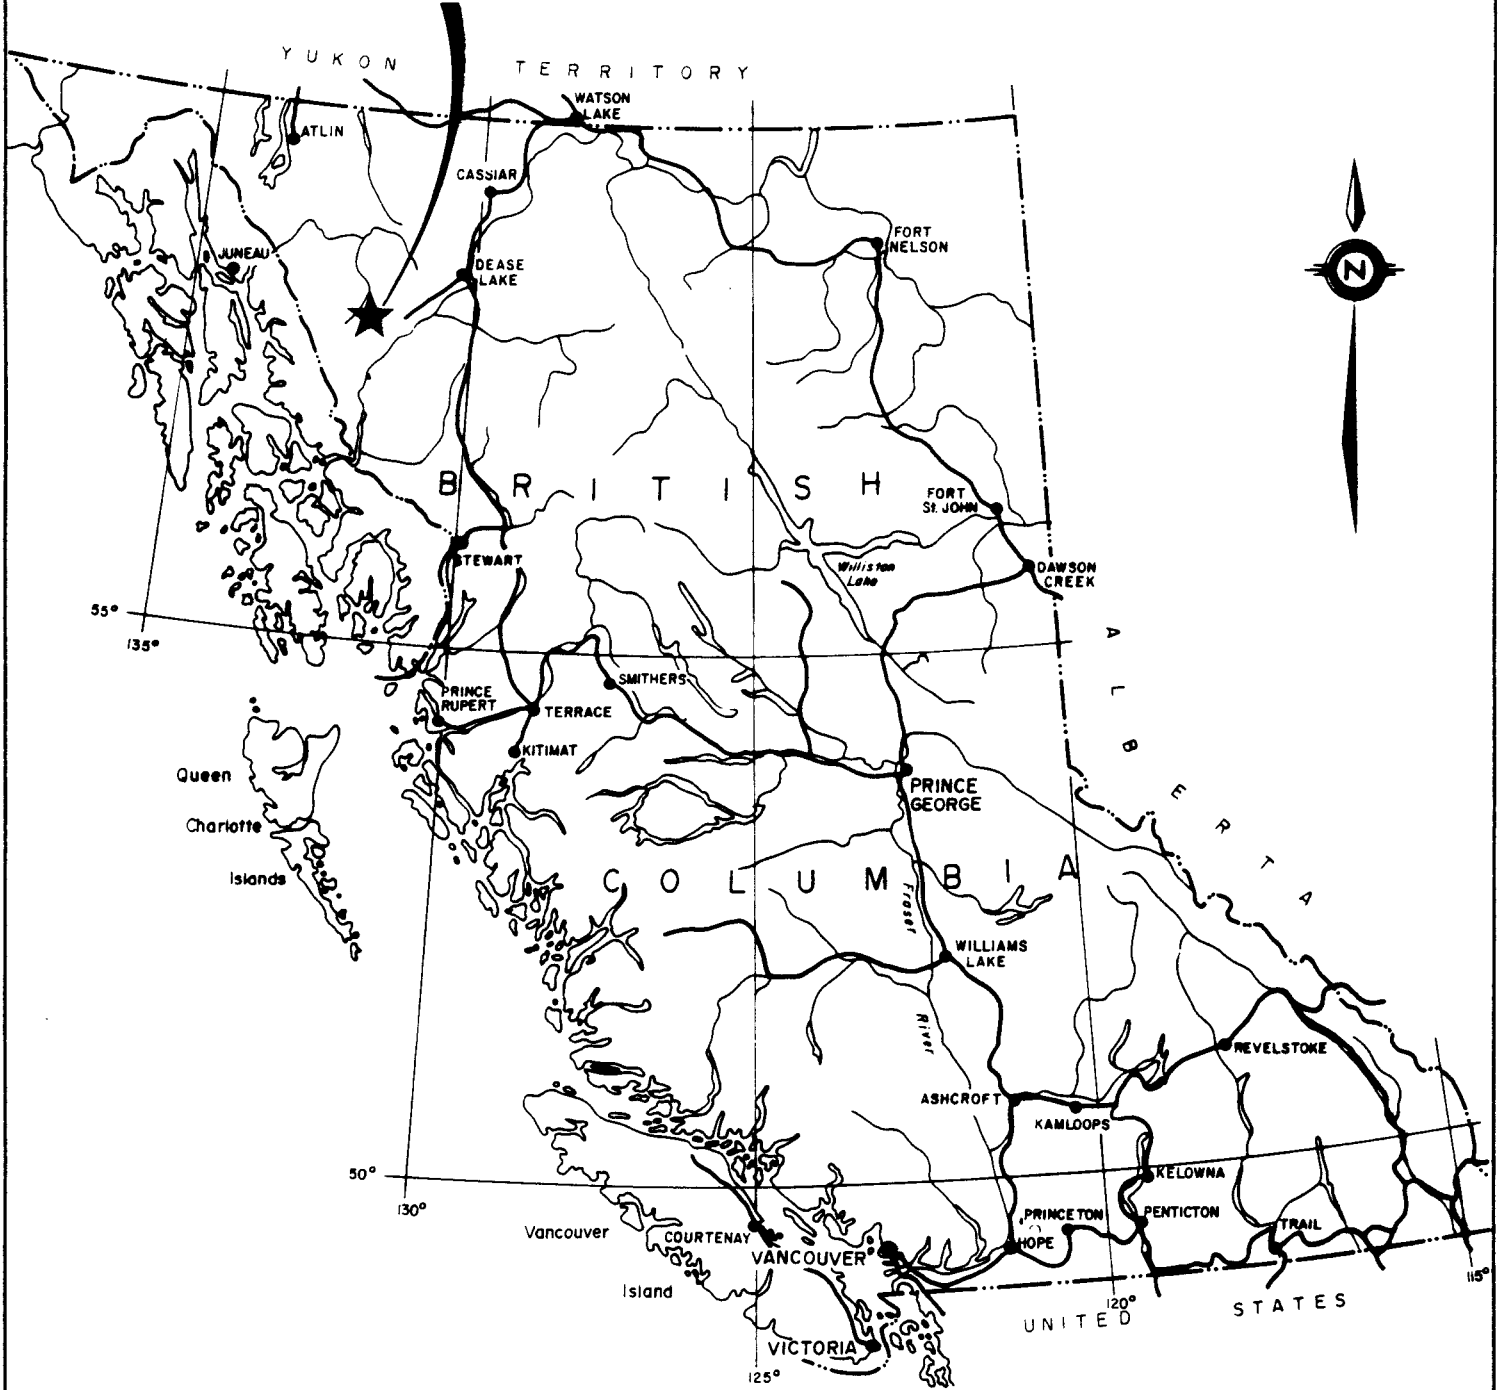 YUKON TERRITORY
WATSON
LAKE
ATLIN
CASSIAR
FORT
NELSON
JUNEAU
DEASE
LAKE
N
BRITISH
FORT
St. JOHN
STEWART
Williston
Lake
DAWSON
CREEK
55°
135°
ALBERTA
SMITHERS
PRINCE
RUPERT
TERRACE
KITIMAT
Queen
Charlotte
Islands
PRINCE
GEORGE
COLUMBIA
Fraser
River
WILLIAMS
LAKE
REVELSTOKE
ASHCROFT
KAMLOOPS
50°
130°
KELOWNA
PENTICTON
PRINCETON
TRAIL
HOPE
Vancouver
Island
COURTENAY
VANCOUVER
VICTORIA
125°
120°
115°
UNITED STATES